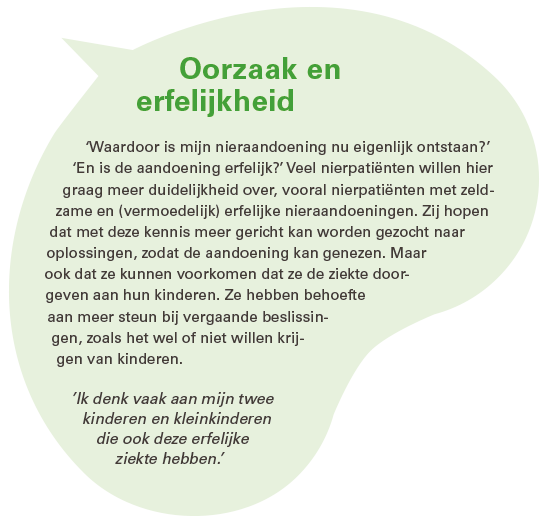 Oorzaak en
erfelijkheid
‘Waardoor is mijn nieraandoening nu eigenlijk ontstaan?’
‘En is de aandoening erfelijk?’ Veel nierpatiënten willen hier
graag meer duidelijkheid over, vooral nierpatiënten met zeld-
zame en (vermoedelijk) erfelijke nieraandoeningen. Zij hopen
dat met deze kennis meer gericht kan worden gezocht naar
oplossingen, zodat de aandoening kan genezen. Maar
ook dat ze kunnen voorkomen dat ze de ziekte door-
geven aan hun kinderen. Ze hebben behoefte
aan meer steun bij vergaande beslissin-
gen, zoals het wel of niet willen krij-
gen van kinderen.
’Ik denk vaak aan mijn twee
kinderen en kleinkinderen
die ook deze erfelijke
ziekte hebben.’